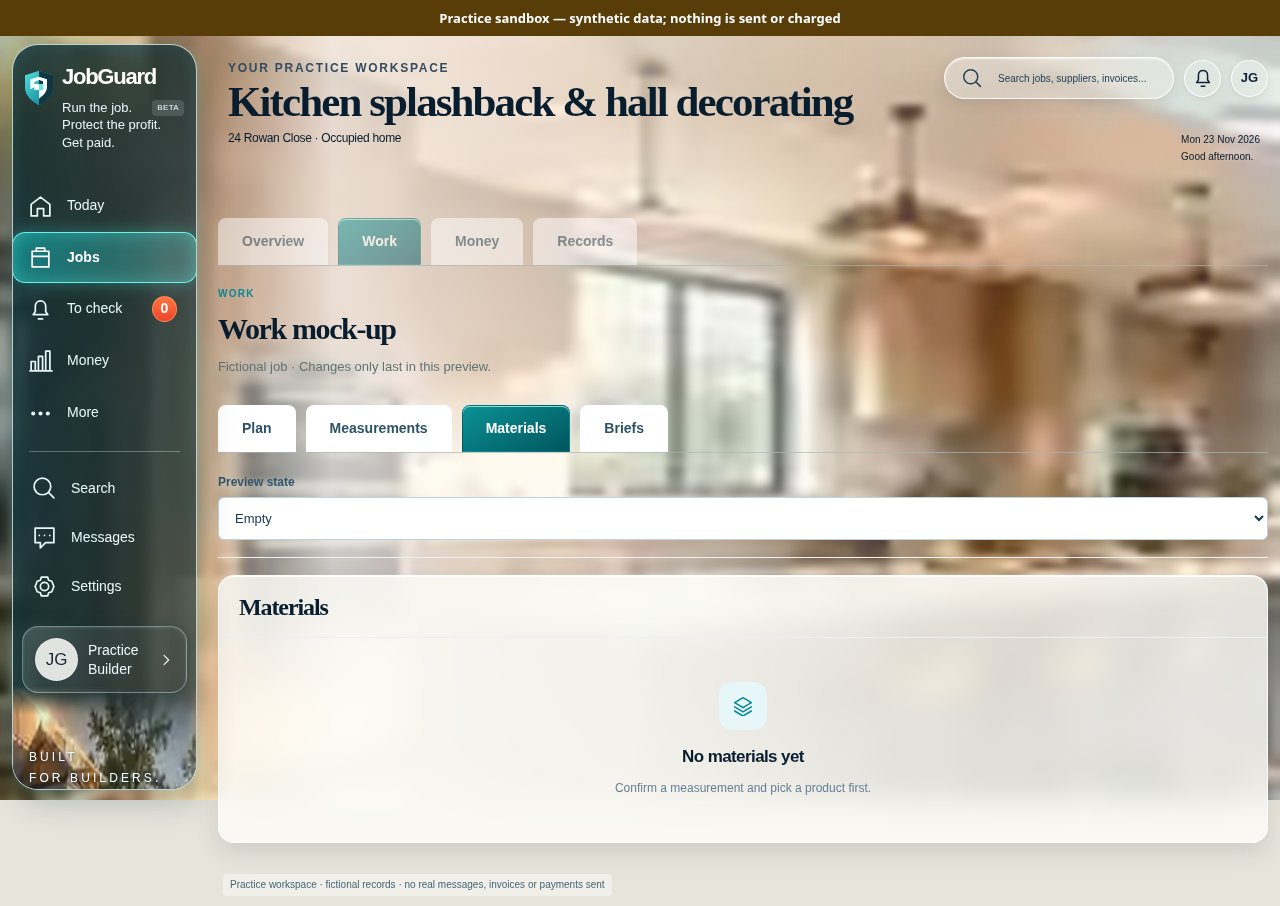 Practice sandbox — synthetic data; nothing is sent or charged
JobGuard
Run the job.
Protect the profit.
Get paid.
BETA
Today
Jobs
To check
0
Money
More
Search
Messages
Settings
JG
Practice
Builder
BUILT
FOR BUILDERS.
YOUR PRACTICE WORKSPACE
Kitchen splashback & hall decorating
24 Rowan Close · Occupied home
Search jobs, suppliers, invoices...
JG
Mon 23 Nov 2026
Good afternoon.
Overview
Work
Money
Records
WORK
Work mock-up
Fictional job · Changes only last in this preview.
Plan
Measurements
Materials
Briefs
Preview state
Empty
Materials
No materials yet
Confirm a measurement and pick a product first.
Practice workspace · fictional records · no real messages, invoices or payments sent